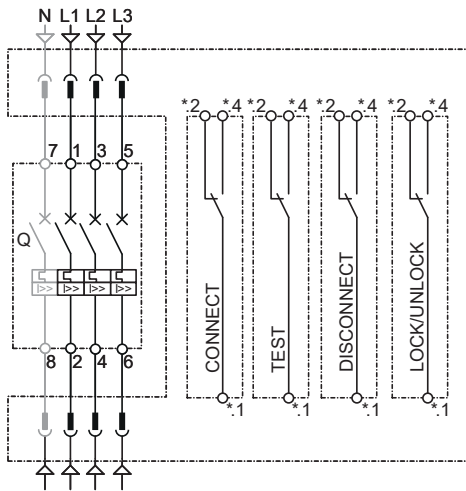 N L1 L2 L3
*.2 *.4 *.2 *.4 *.2 *.4 *.2 *.4
7 1 3 5
Q
I>> I>> I>> I>>
8 2 4 6
CONNECT
TEST
DISCONNECT
LOCK/UNLOCK
*.1 *.1 *.1 *.1